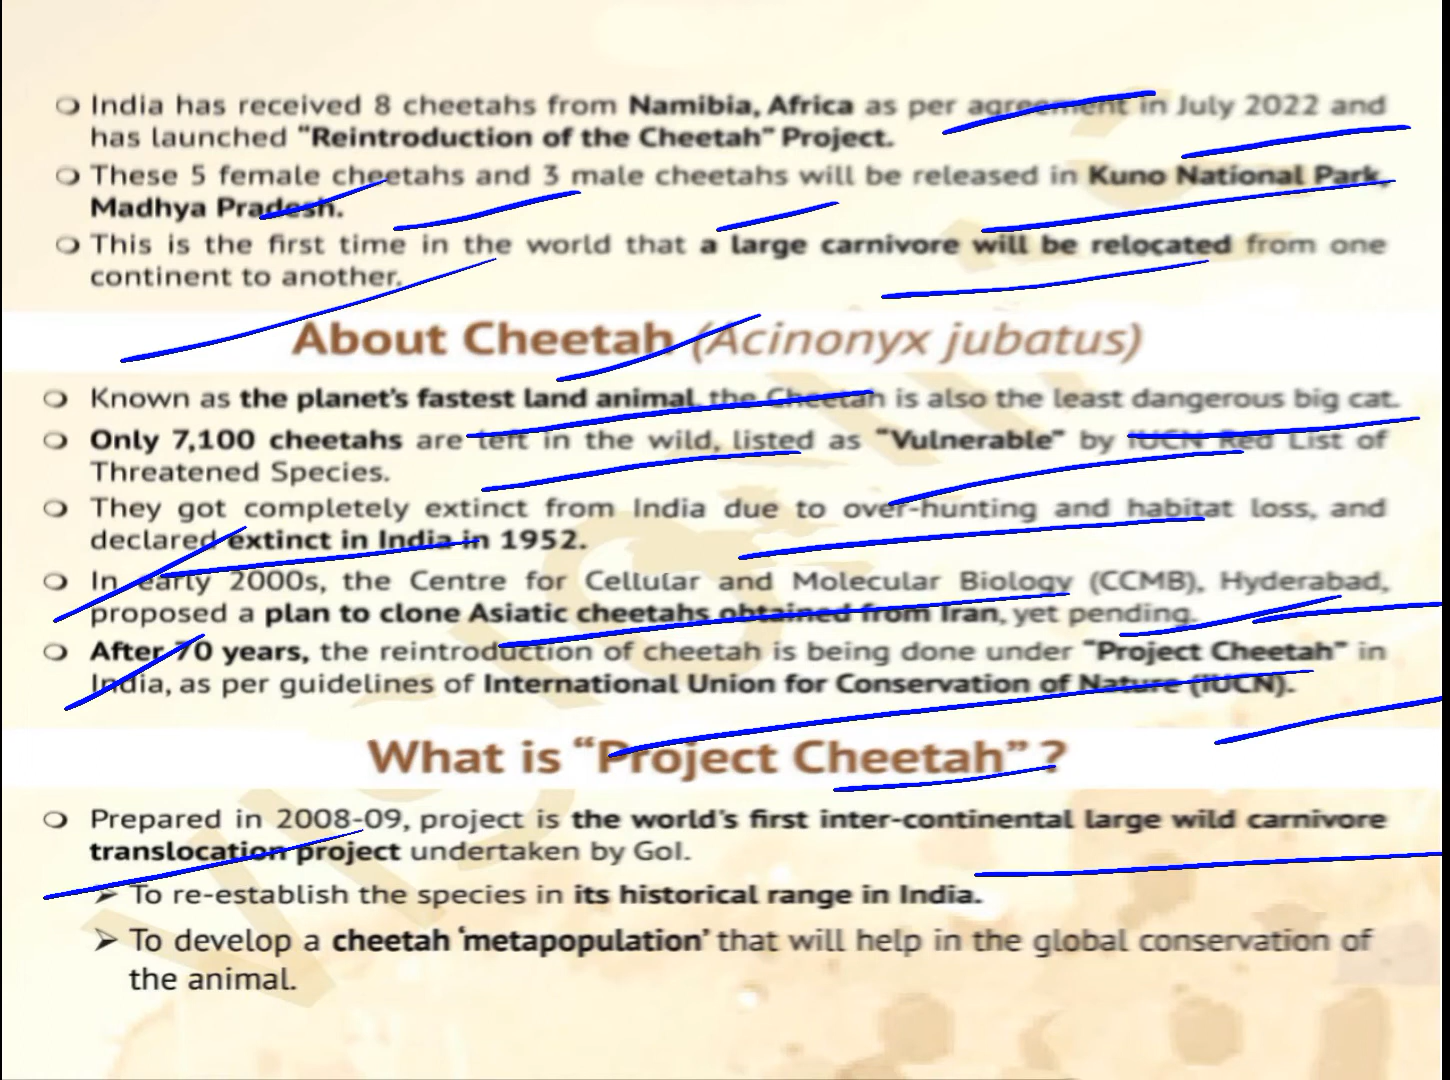 India has received 8 cheetahs from Namibia, Africa as per agreement in July 2022 and
has launched “Reintroduction of the Cheetah” Project.
These 5 female cheetahs and 3 male cheetahs will be released in Kuno National Park,
Madhya Pradesh.
This is the first time in the world that a large carnivore will be relocated from one
continent to another.
About Cheetah (Acinonyx jubatus)
Known as the planet's fastest land animal, the Cheetah is also the least dangerous big cat.
Only 7,100 cheetahs are left in the wild, listed as “Vulnerable” by IUCN Red List of
Threatened Species.
They got completely extinct from India due to over-hunting and habitat loss, and
declared extinct in India in 1952.
In early 2000s, the Centre for Cellular and Molecular Biology (CCMB), Hyderabad,
proposed a plan to clone Asiatic cheetahs obtained from Iran, yet pending.
After 70 years, the reintroduction of cheetah is being done under “Project Cheetah” in
India, as per guidelines of International Union for Conservation of Nature (IUCN).
What is “Project Cheetah” ?
Prepared in 2008-09, project is the world's first inter-continental large wild carnivore
translocation project undertaken by GoI.
To re-establish the species in its historical range in India.
To develop a cheetah ‘metapopulation’ that will help in the global conservation of
the animal.